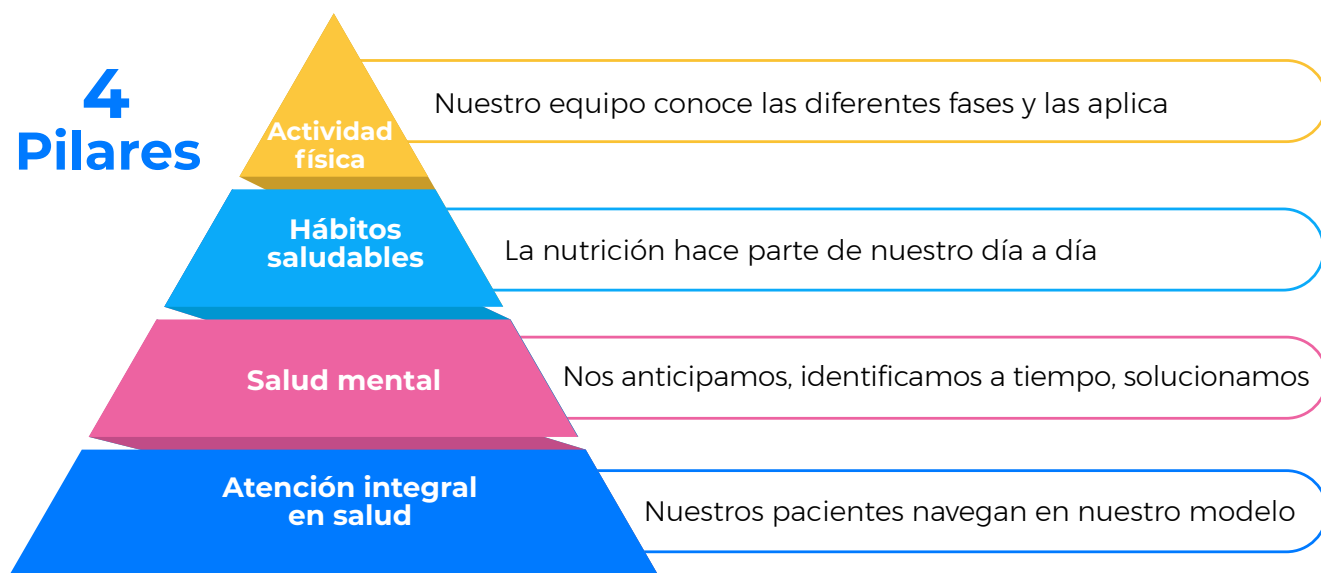 4
Pilares
Actividad
física
Nuestro equipo conoce las diferentes fases y las aplica
Hábitos
saludables
La nutrición hace parte de nuestro día a día
Salud mental
Nos anticipamos, identificamos a tiempo, solucionamos
Atención integral
en salud
Nuestros pacientes navegan en nuestro modelo